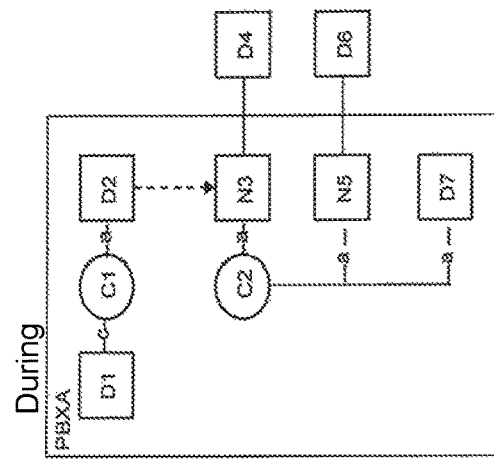 During
PBXA
D1 c C1 a D2
C2 a N3 D4
a N5 D6
a D7